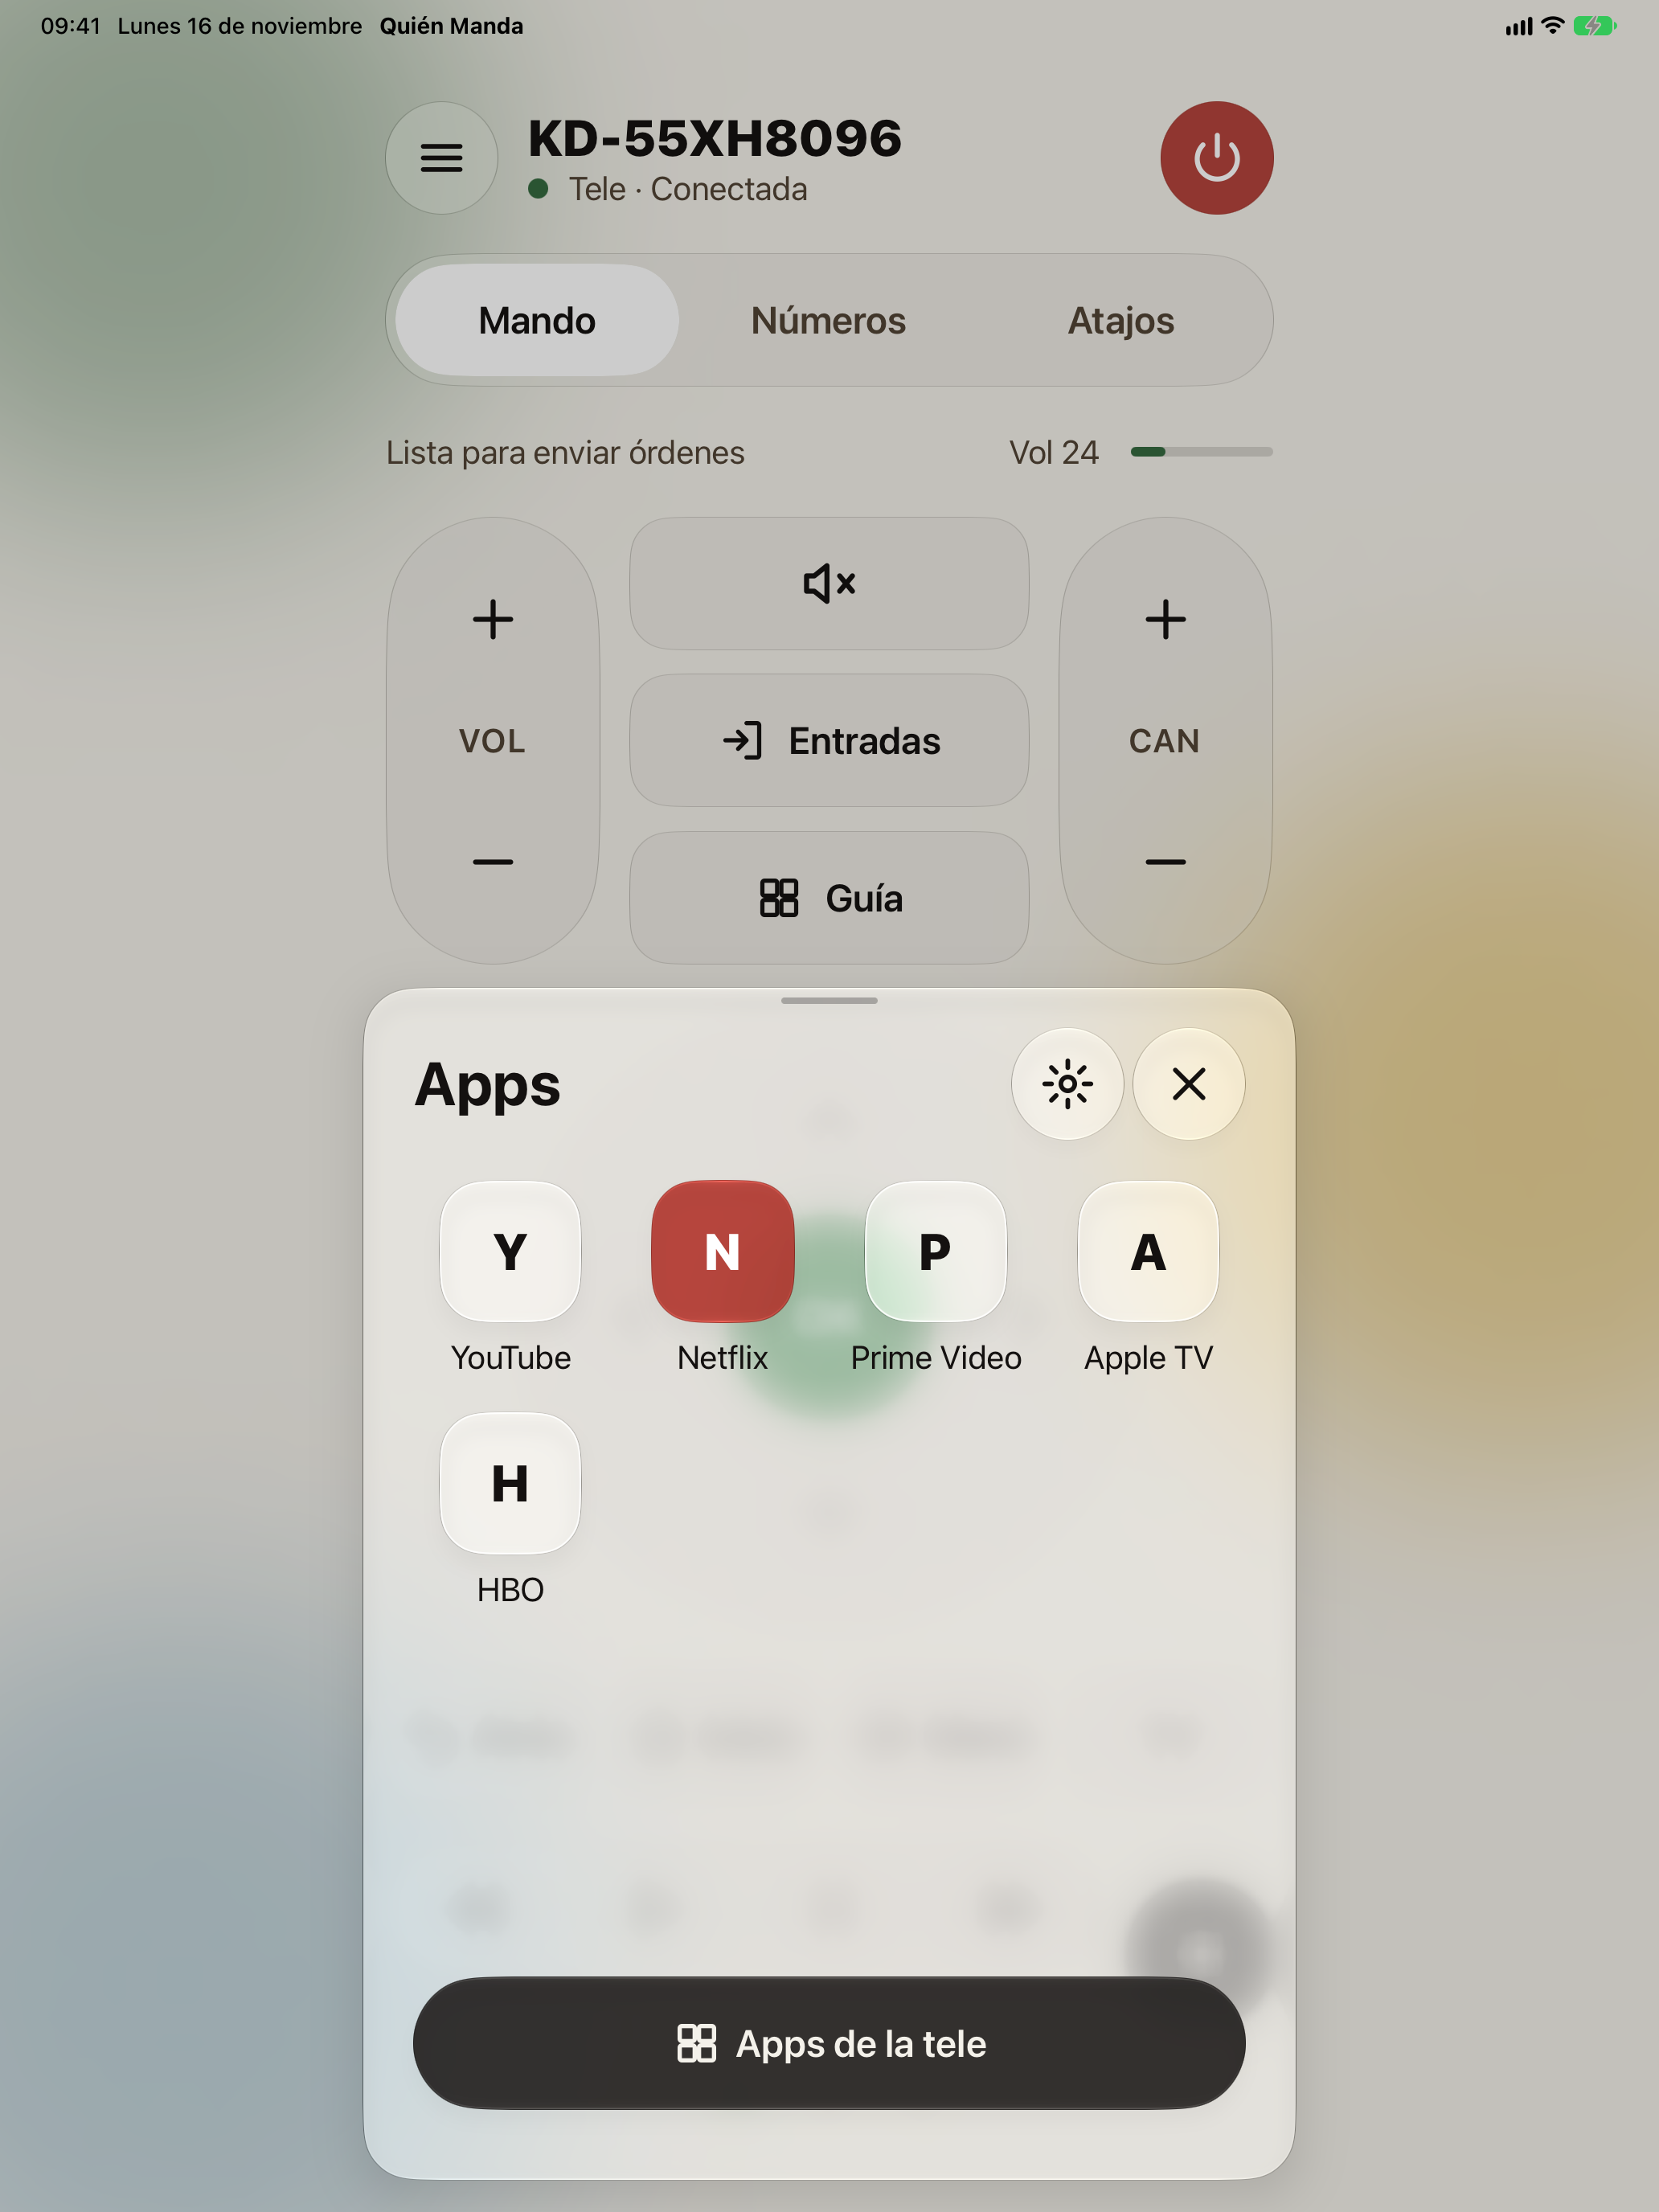 09:41 Lunes 16 de noviembre Quién Manda
KD-55XH8096
Tele · Conectada
Mando Números Atajos
Lista para enviar órdenes Vol 24
VOL
Entradas
CAN
Guía
Apps
Y N P A
YouTube Netflix Prime Video Apple TV
H
HBO
Apps de la tele